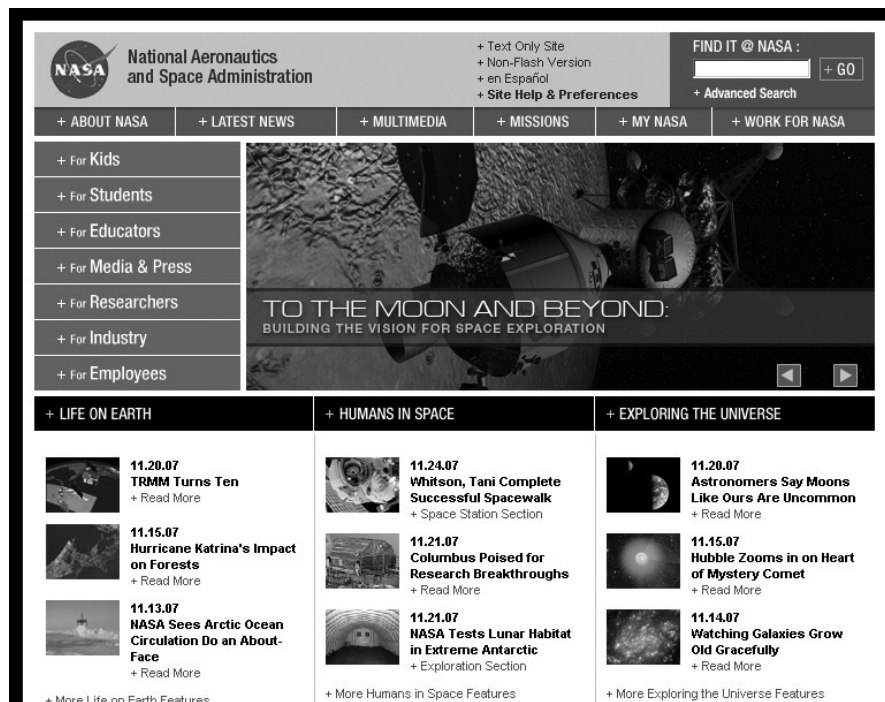 NASA
National Aeronautics
and Space Administration
+ Text Only Site
+ Non-Flash Version
+ en Español
+ Site Help & Preferences
FIND IT @ NASA :
+ GO
+ Advanced Search
+ ABOUT NASA
+ LATEST NEWS
+ MULTIMEDIA
+ MISSIONS
+ MY NASA
+ WORK FOR NASA
+ For Kids
+ For Students
+ For Educators
+ For Media & Press
+ For Researchers
+ For Industry
+ For Employees
TO THE MOON AND BEYOND:
BUILDING THE VISION FOR SPACE EXPLORATION
+ LIFE ON EARTH
11.20.07
TRMM Turns Ten
+ Read More
11.15.07
Hurricane Katrina's Impact
on Forests
+ Read More
11.13.07
NASA Sees Arctic Ocean
Circulation Do an About-
Face
+ Read More
+ More Life on Earth Features
+ HUMANS IN SPACE
11.24.07
Whitson, Tani Complete
Successful Spacewalk
+ Space Station Section
11.21.07
Columbus Poised for
Research Breakthroughs
+ Read More
11.21.07
NASA Tests Lunar Habitat
in Extreme Antarctic
+ Exploration Section
+ More Humans in Space Features
+ EXPLORING THE UNIVERSE
11.20.07
Astronomers Say Moons
Like Ours Are Uncommon
+ Read More
11.15.07
Hubble Zooms in on Heart
of Mystery Comet
+ Read More
11.14.07
Watching Galaxies Grow
Old Gracefully
+ Read More
+ More Exploring the Universe Features